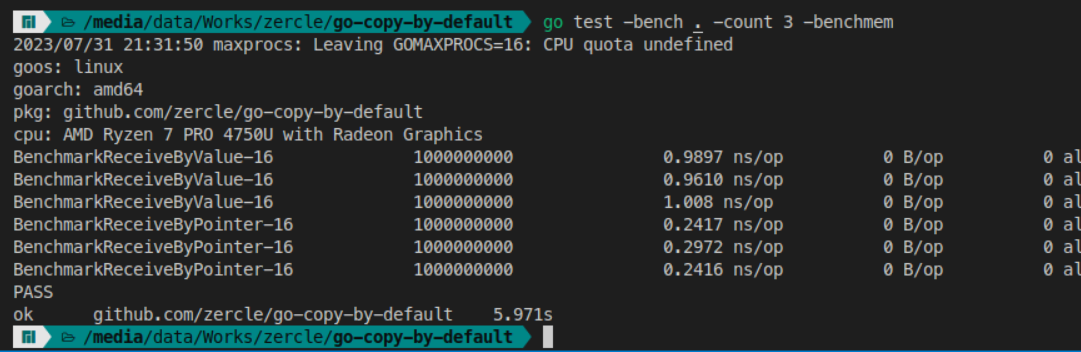 /media/data/Works/zercle/go-copy-by-default go test -bench . -count 3 -benchmem
2023/07/31 21:31:50 maxprocs: Leaving GOMAXPROCS=16: CPU quota undefined
goos: linux
goarch: amd64
pkg: github.com/zercle/go-copy-by-default
cpu: AMD Ryzen 7 PRO 4750U with Radeon Graphics
BenchmarkReceiveByValue-16 1000000000 0.9897 ns/op 0 B/op 0 al
BenchmarkReceiveByValue-16 1000000000 0.9610 ns/op 0 B/op 0 al
BenchmarkReceiveByValue-16 1000000000 1.008 ns/op 0 B/op 0 al
BenchmarkReceiveByPointer-16 1000000000 0.2417 ns/op 0 B/op 0 al
BenchmarkReceiveByPointer-16 1000000000 0.2972 ns/op 0 B/op 0 al
BenchmarkReceiveByPointer-16 1000000000 0.2416 ns/op 0 B/op 0 al
PASS
ok github.com/zercle/go-copy-by-default 5.971s
/media/data/Works/zercle/go-copy-by-default